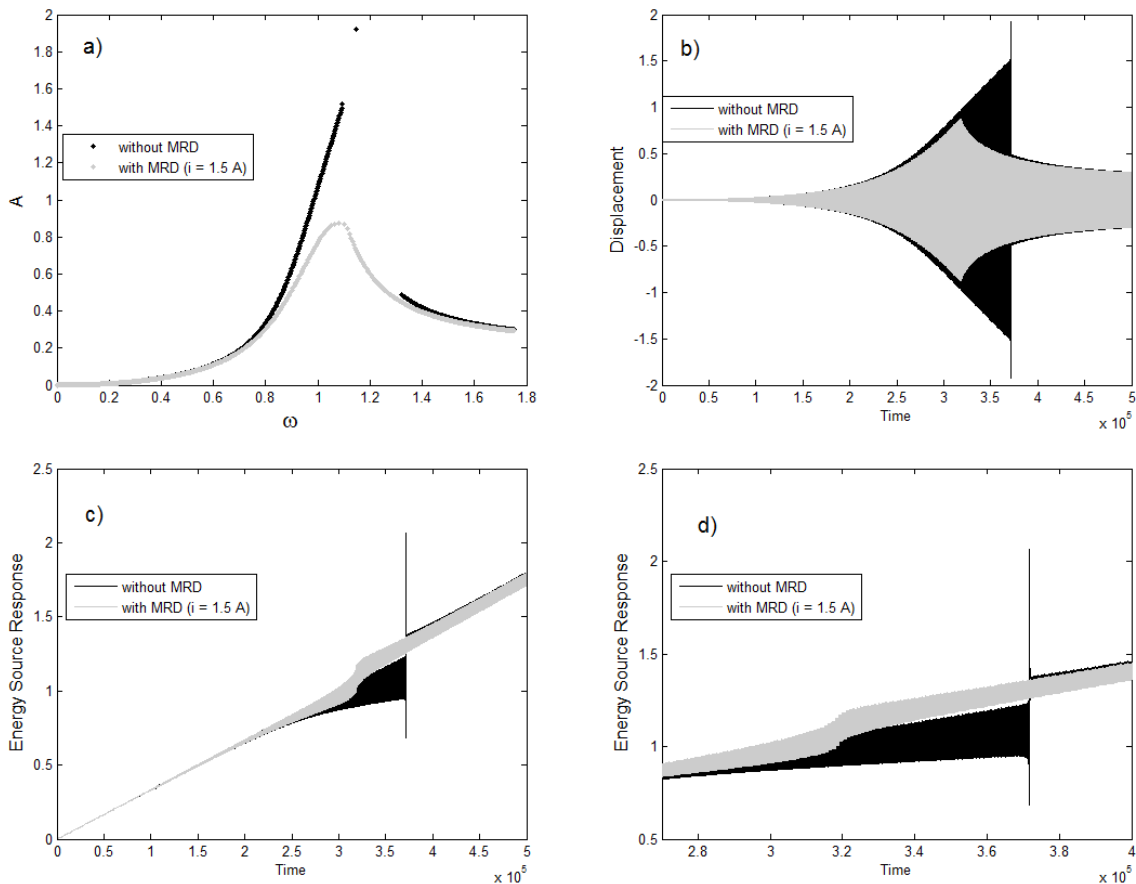 a)
2
1.8
1.6
1.4
1.2
1
0.8
0.6
0.4
0.2
0
A
without MRD
with MRD (i = 1.5 A)
0 0.2 0.4 0.6 0.8 1 1.2 1.4 1.6 1.8
ω
b)
2
1.5
1
0.5
0
-0.5
-1
-1.5
-2
Displacement
without MRD
with MRD (i = 1.5 A)
0 0.5 1 1.5 2 2.5 3 3.5 4 4.5 5
Time
x 10^5
c)
2.5
2
1.5
1
0.5
0
Energy Source Response
without MRD
with MRD (i = 1.5 A)
0 0.5 1 1.5 2 2.5 3 3.5 4 4.5 5
Time
x 10^5
d)
2.5
2
1.5
1
0.5
Energy Source Response
without MRD
with MRD (i = 1.5 A)
2.8 3 3.2 3.4 3.6 3.8 4
Time
x 10^5